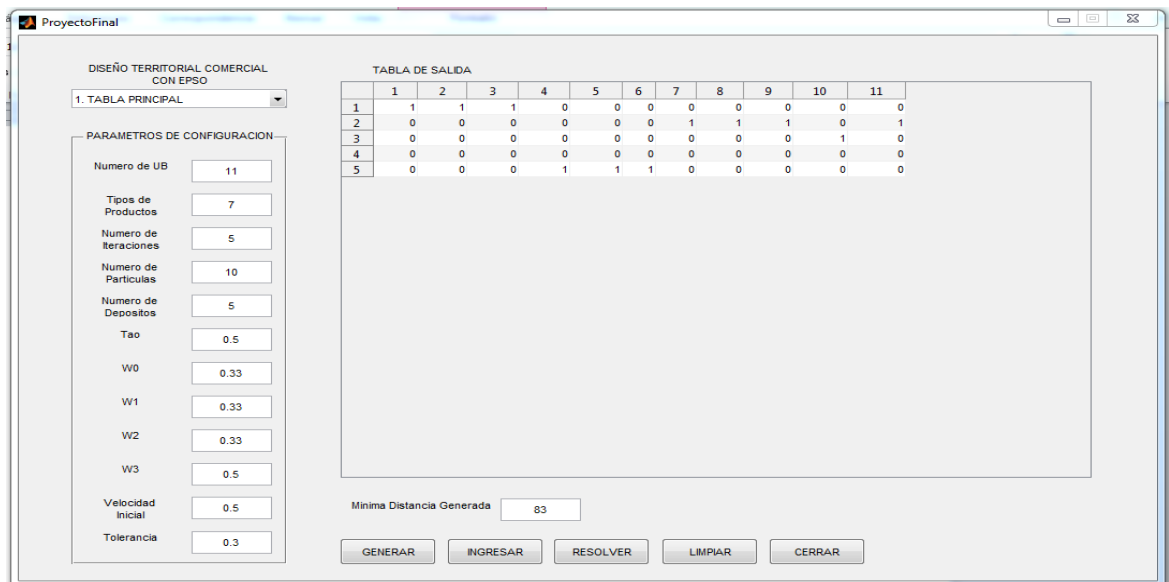 ProyectoFinal
DISEÑO TERRITORIAL COMERCIAL
CON EPSO
1. TABLA PRINCIPAL
PARAMETROS DE CONFIGURACION
Numero de UB
11
Tipos de
Productos
7
Numero de
Iteraciones
5
Numero de
Particulas
10
Numero de
Depositos
5
Tao
0.5
W0
0.33
W1
0.33
W2
0.33
W3
0.5
Velocidad
Inicial
0.5
Tolerancia
0.3
TABLA DE SALIDA
1 2 3 4 5 6 7 8 9 10 11
1 1 1 1 0 0 0 0 0 0 0 0
2 0 0 0 0 0 0 1 1 1 0 1
3 0 0 0 0 0 0 0 0 0 1 0
4 0 0 0 0 0 0 0 0 0 0 0
5 0 0 0 1 1 1 0 0 0 0 0
Minima Distancia Generada
83
GENERAR INGRESAR RESOLVER LIMPIAR CERRAR